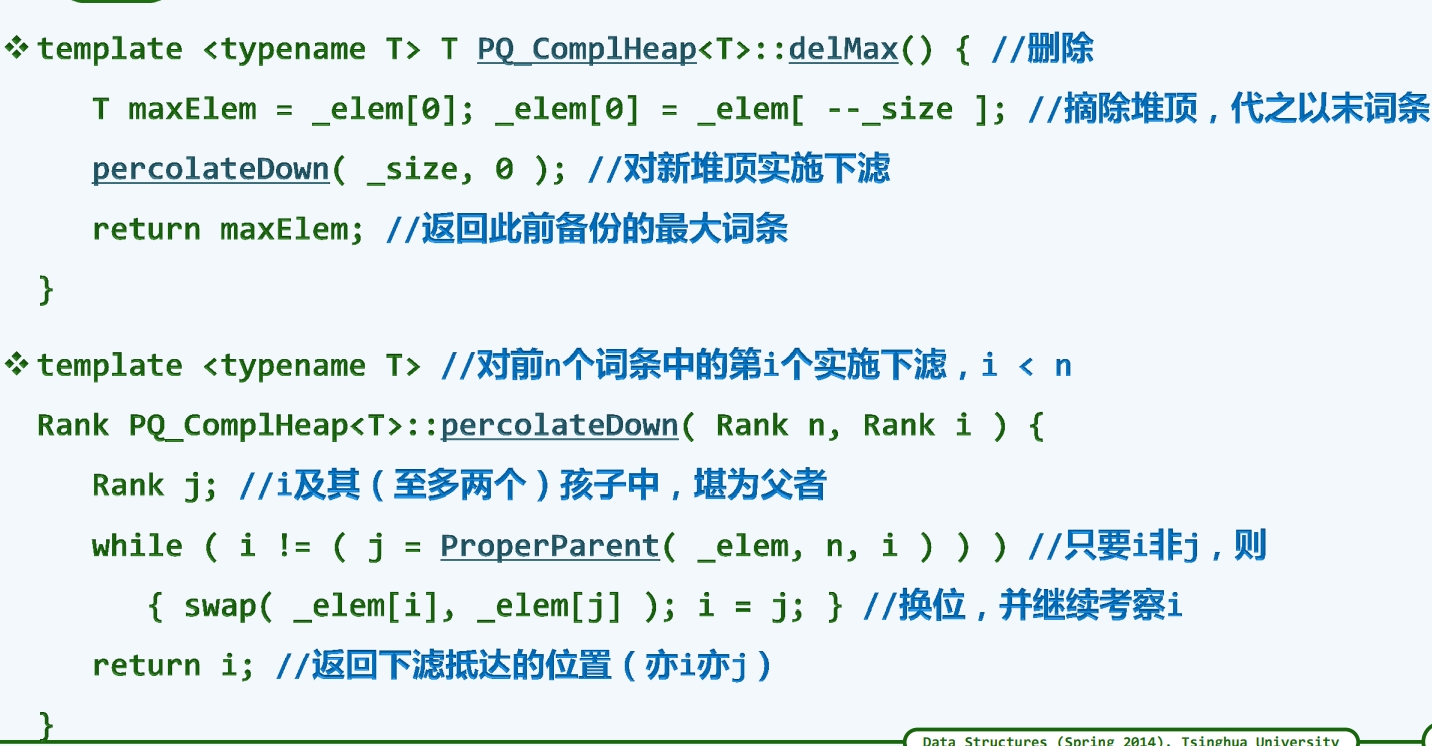 ❖ template <typename T> T PQ_ComplHeap<T>::delMax() { //删除
T maxElem = _elem[0]; _elem[0] = _elem[ --_size ]; //摘除堆顶，代之以末词条
percolateDown( _size, 0 ); //对新堆顶实施下滤
return maxElem; //返回此前备份的最大词条
}
❖ template <typename T> //对前n个词条中的第i个实施下滤，i < n
Rank PQ_ComplHeap<T>::percolateDown( Rank n, Rank i ) {
Rank j; //i及其（至多两个）孩子中，堪为父者
while ( i != ( j = ProperParent( _elem, n, i ) ) ) //只要i非j，则
{ swap( _elem[i], _elem[j] ); i = j; } //换位，并继续考察i
return i; //返回下滤抵达的位置（亦i亦j）
}
Data Structures (Spring 2014), Tsinghua University